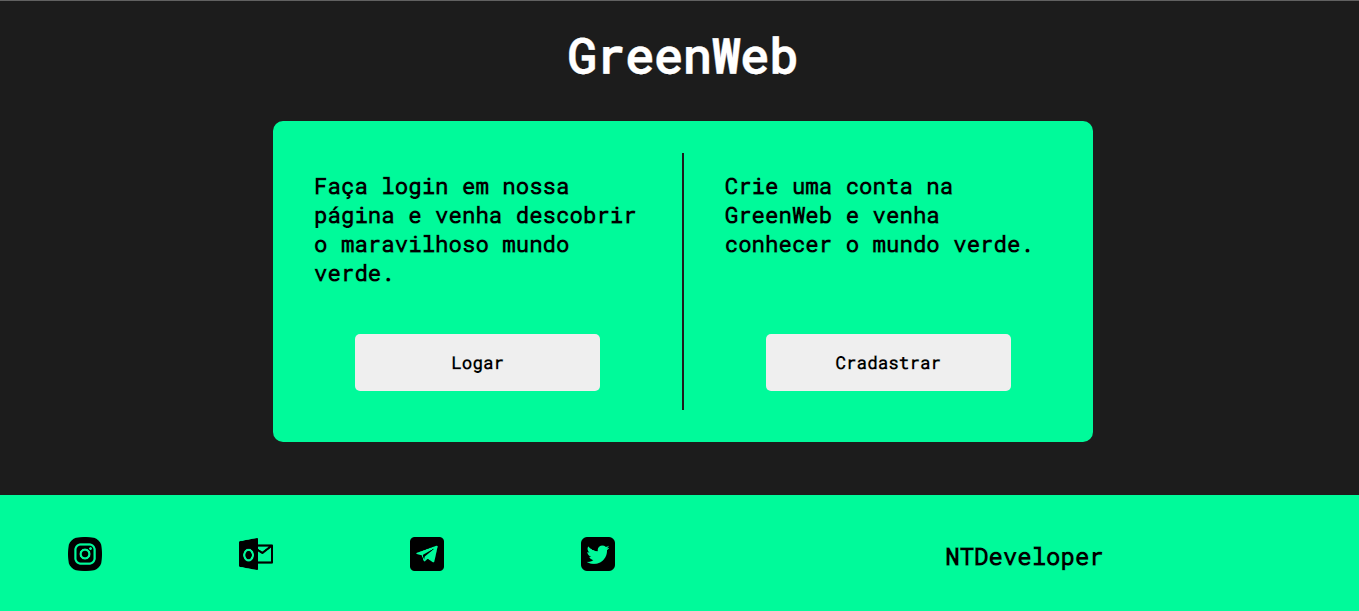 GreenWeb
Faça login em nossa
página e venha descobrir
o maravilhoso mundo
verde.
Logar
Crie uma conta na
GreenWeb e venha
conhecer o mundo verde.
Cradastrar
NTDeveloper